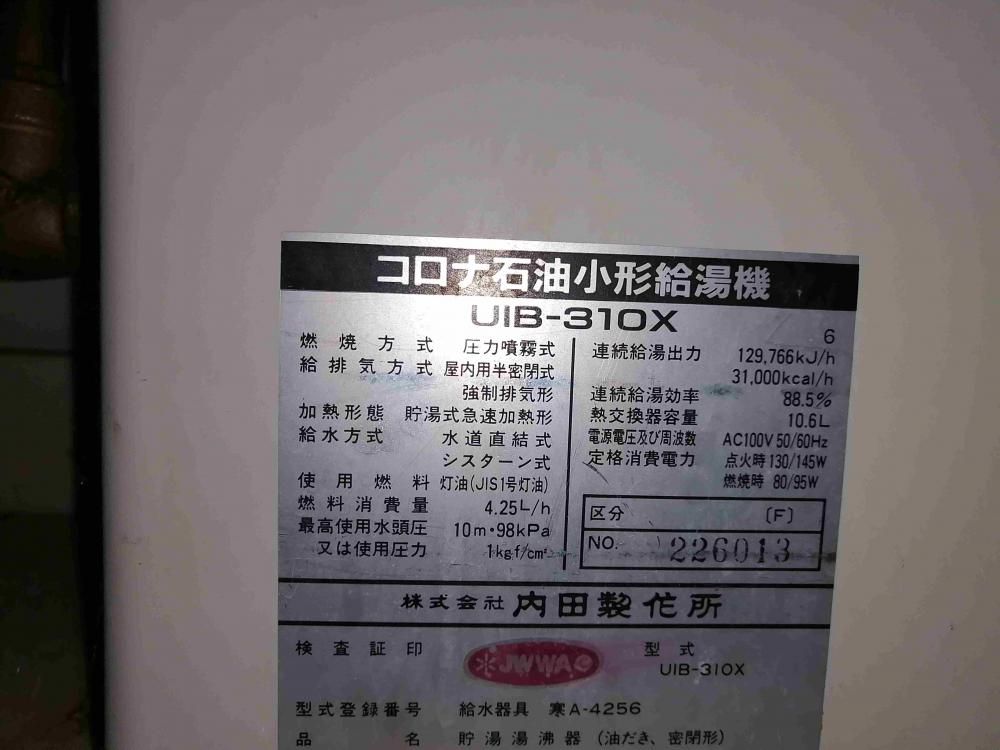 コロナ石油小形給湯機
UIB-310X
6
燃焼方式 圧力噴霧式
給排気方式 屋内用半密閉式
強制排気形
加熱形態 貯湯式急速加熱形
給水方式 水道直結式
シスターン式
使用燃料 灯油(JIS1号灯油)
燃料消費量 4.25L/h
最高使用水頭圧 10m・98kPa
又は使用圧力 1kgf/cm²
連続給湯出力 129,766kJ/h
31,000kcal/h
連続給湯効率 88.5%
熱交換器容量 10.6L
電源電圧及び周波数 AC100V 50/60Hz
定格消費電力 点火時 130/145W
燃焼時 80/95W
区分 〔F〕
NO. 226013
株式会社 内田製作所
検査証印 JWWA 型式
UIB-310X
型式登録番号 給水器具 寒A-4256
品名 貯湯湯沸器 (油だき、密閉形)